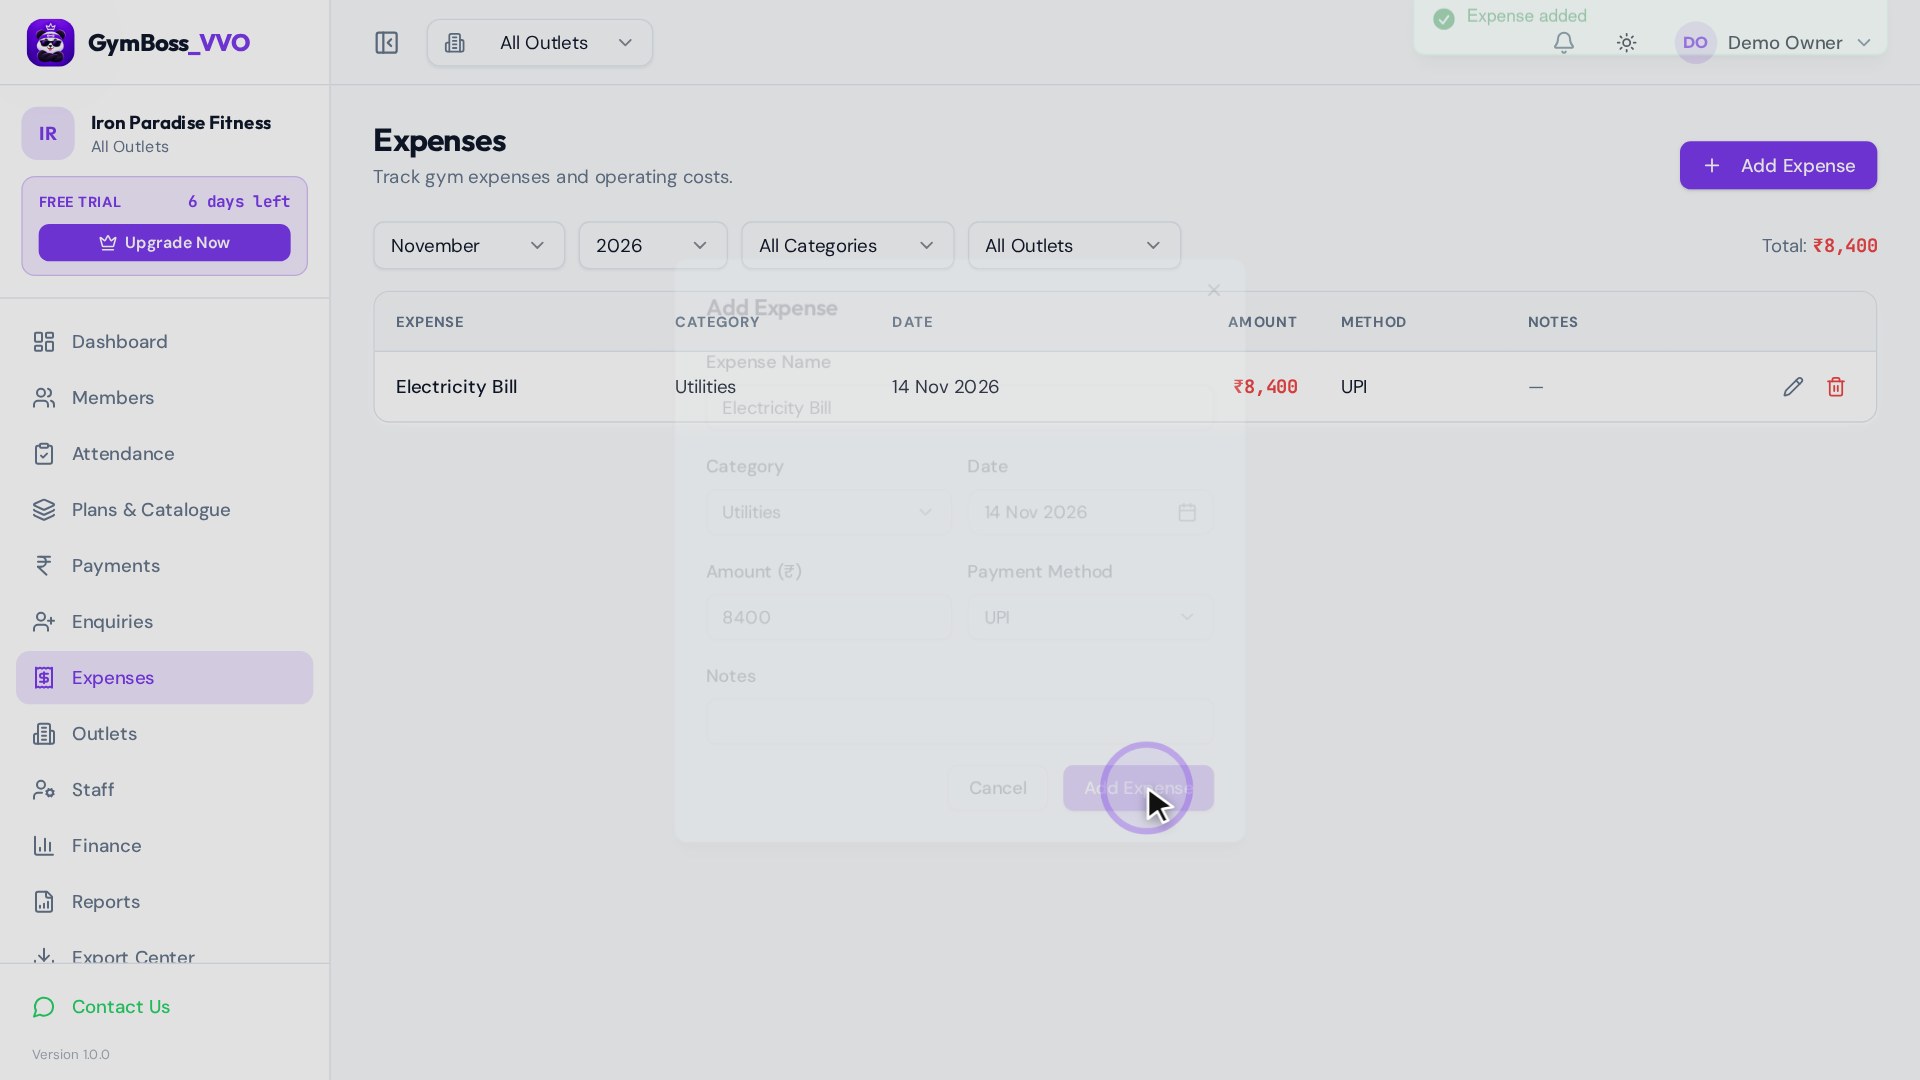 GymBoss_VVO
All Outlets
Expense added
DO
Demo Owner
IR
Iron Paradise Fitness
All Outlets
FREE TRIAL
6 days left
Upgrade Now
Dashboard
Members
Attendance
Plans & Catalogue
Payments
Enquiries
Expenses
Outlets
Staff
Finance
Reports
Export Center
Contact Us
Version 1.0.0
Expenses
Track gym expenses and operating costs.
+ Add Expense
November
2026
All Categories
All Outlets
Total: ₹8,400
EXPENSE CATEGORY DATE AMOUNT METHOD NOTES
Electricity Bill Utilities 14 Nov 2026 ₹8,400 UPI —
Add Expense
Expense Name
Electricity Bill
Category Date
Utilities 14 Nov 2026
Amount (₹) Payment Method
8400 UPI
Notes
Cancel Add Expense